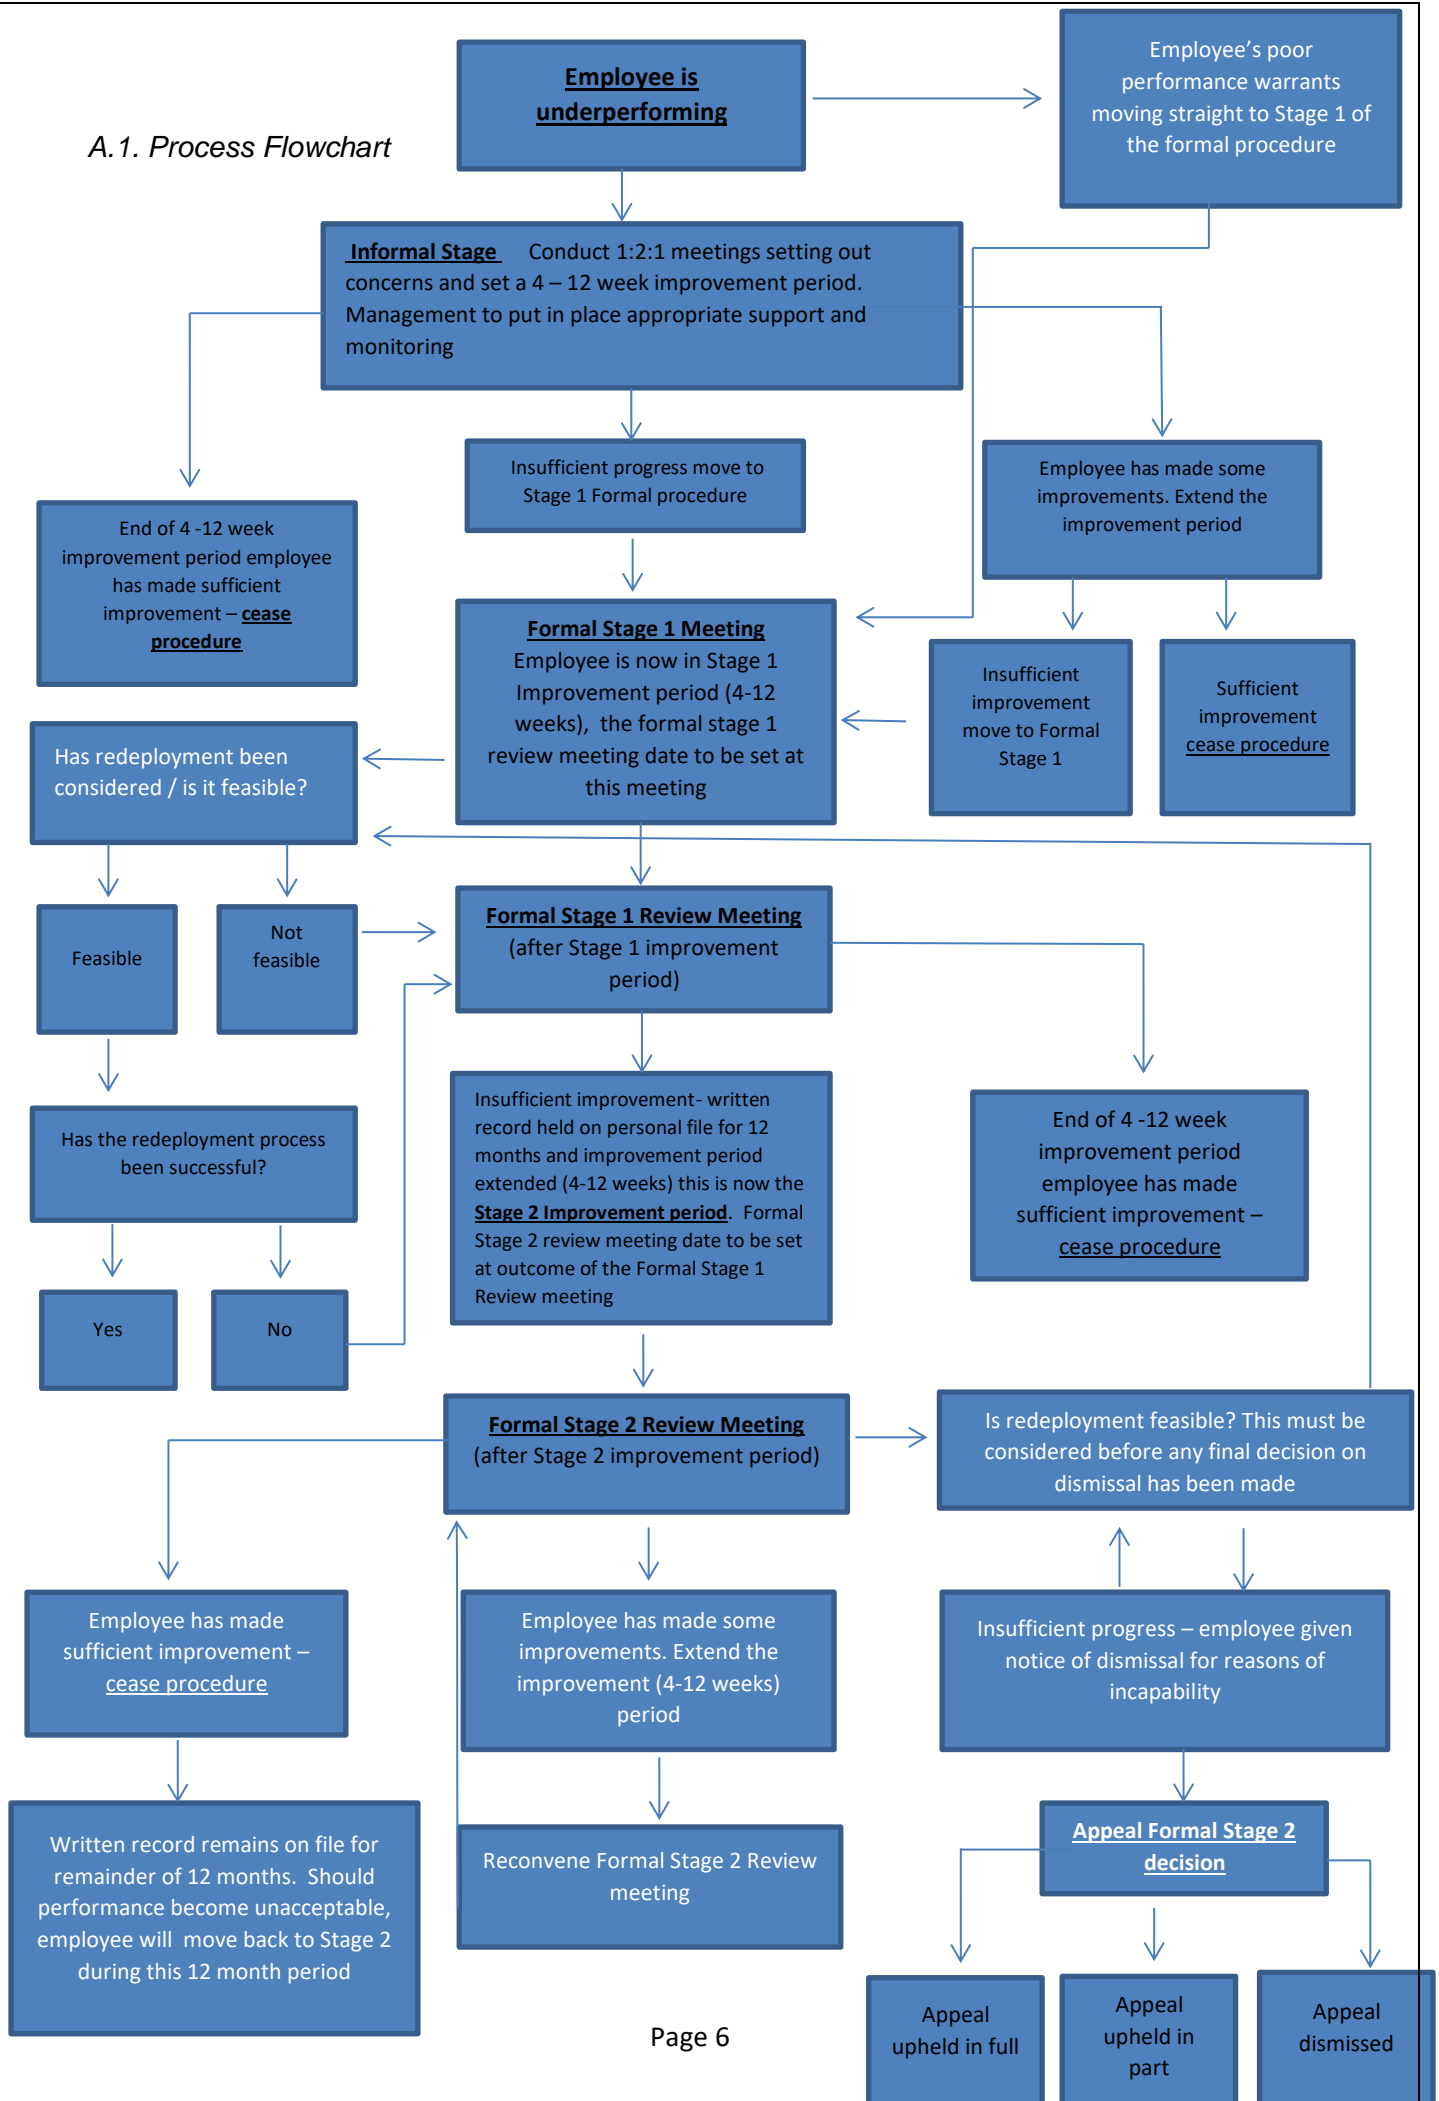 Employee is
underperforming
Employee's poor
performance warrants
moving straight to Stage 1 of
the formal procedure
A.1. Process Flowchart
Informal Stage Conduct 1:2:1 meetings setting out
concerns and set a 4 – 12 week improvement period.
Management to put in place appropriate support and
monitoring
Insufficient progress move to
Stage 1 Formal procedure
Employee has made some
improvements. Extend the
improvement period
End of 4 -12 week
improvement period employee
has made sufficient
improvement – cease
procedure
Formal Stage 1 Meeting
Employee is now in Stage 1
Improvement period (4-12
weeks), the formal stage 1
review meeting date to be set at
this meeting
Insufficient
improvement
move to Formal
Stage 1
Sufficient
improvement
cease procedure
Has redeployment been
considered / is it feasible?
Feasible
Not
feasible
Formal Stage 1 Review Meeting
(after Stage 1 improvement
period)
Has the redeployment process
been successful?
Insufficient improvement- written
record held on personal file for 12
months and improvement period
extended (4-12 weeks) this is now the
Stage 2 Improvement period. Formal
Stage 2 review meeting date to be set
at outcome of the Formal Stage 1
Review meeting
End of 4 -12 week
improvement period
employee has made
sufficient improvement –
cease procedure
Yes
No
Formal Stage 2 Review Meeting
(after Stage 2 improvement period)
Is redeployment feasible? This must be
considered before any final decision on
dismissal has been made
Employee has made
sufficient improvement –
cease procedure
Employee has made some
improvements. Extend the
improvement (4-12 weeks)
period
Insufficient progress – employee given
notice of dismissal for reasons of
incapability
Written record remains on file for
remainder of 12 months. Should
performance become unacceptable,
employee will move back to Stage 2
during this 12 month period
Reconvene Formal Stage 2 Review
meeting
Appeal Formal Stage 2
decision
Appeal
upheld in full
Appeal
upheld in
part
Appeal
dismissed
Page 6